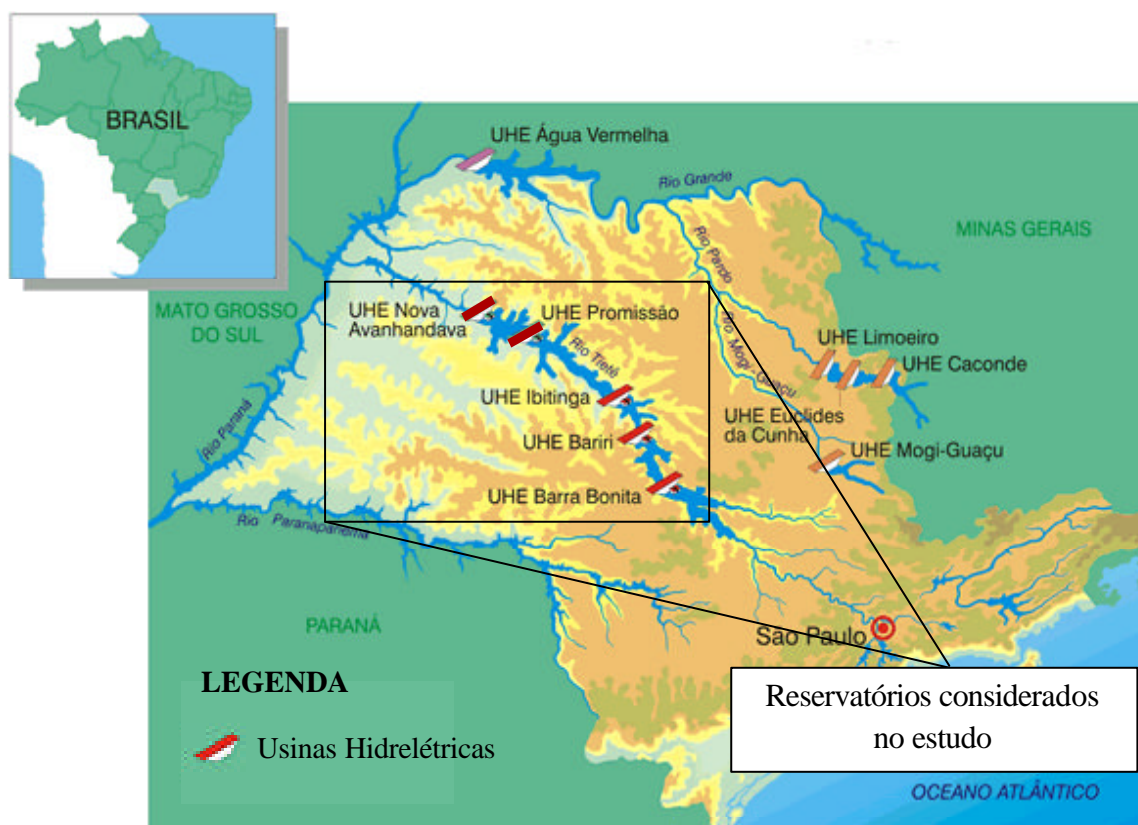 BRASIL
UHE Água Vermelha
Rio Grande
MINAS GERAIS
Rio Pardo
MATO GROSSO
DO SUL
UHE Nova
Avanhandava
UHE Promissão
Rio Tietê
Rio Mogi-Guaçu
UHE Limoeiro
UHE Caconde
UHE Ibitinga
UHE Euclides
da Cunha
Rio Paraná
UHE Bariri
UHE Mogi-Guaçu
UHE Barra Bonita
Rio Paranapanema
PARANÁ
São Paulo
LEGENDA
Usinas Hidrelétricas
Reservatórios considerados
no estudo
OCEANO ATLÂNTICO